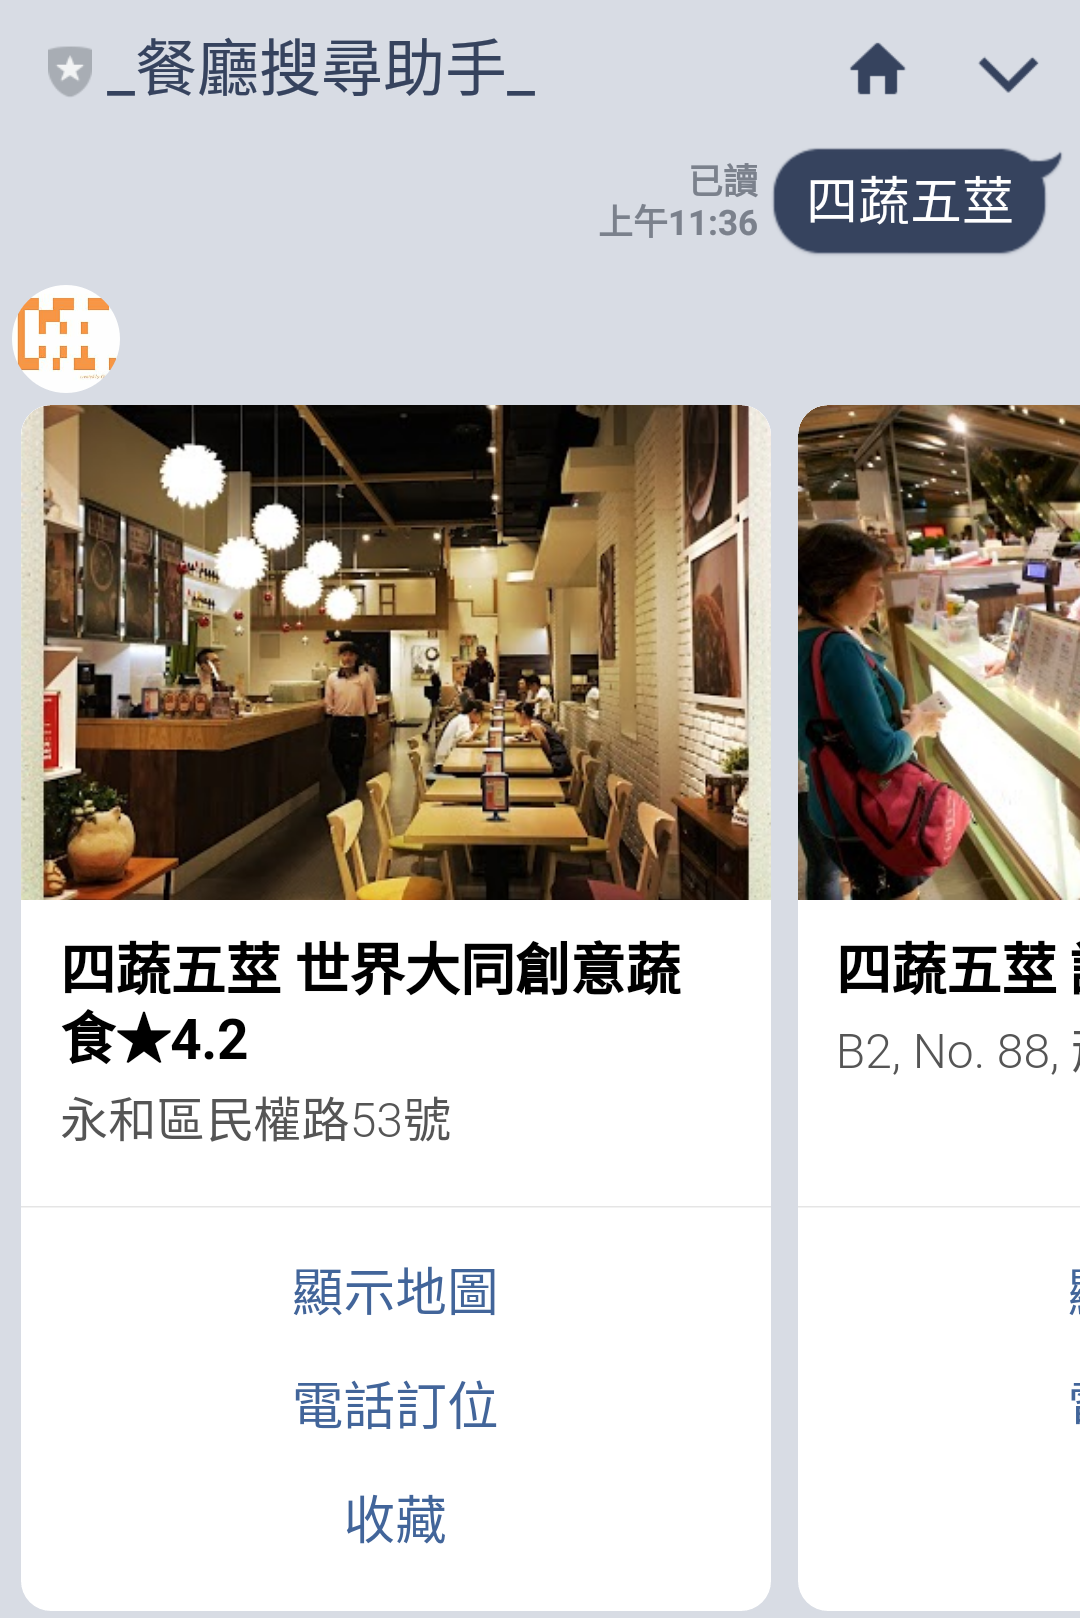 _餐廳搜尋助手_
已讀
上午11:36
四蔬五莖
四蔬五莖 世界大同創意蔬
食★4.2
永和區民權路53號
顯示地圖
電話訂位
收藏
四蔬五莖
B2, No. 88,